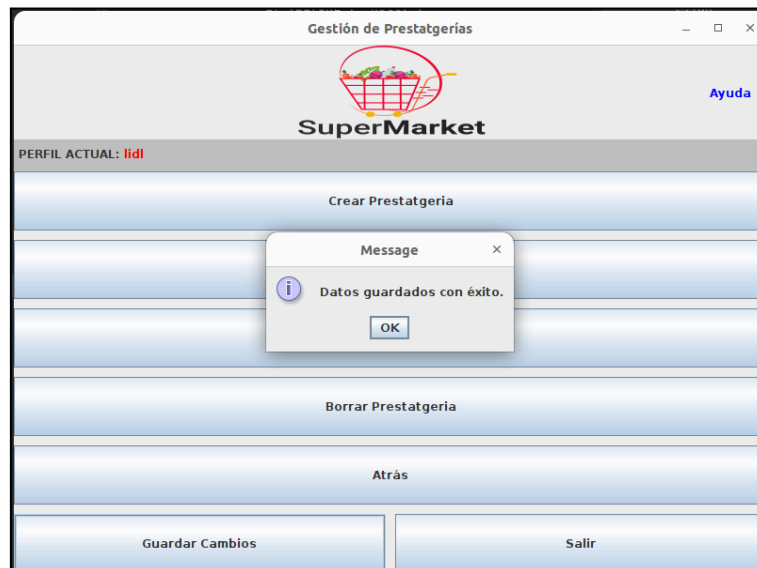 Gestión de Prestatgerías
SuperMarket
Ayuda
PERFIL ACTUAL: lidl
Crear Prestatgeria
Message
Datos guardados con éxito.
OK
Borrar Prestatgeria
Atrás
Guardar Cambios
Salir